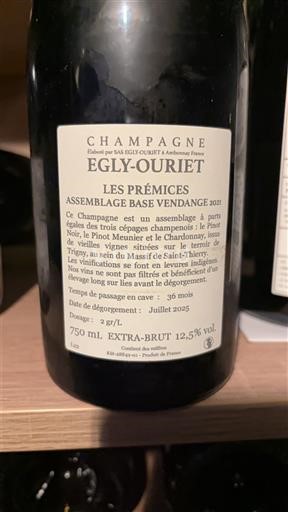 CHAMPAGNE
Élaboré par SAS EGLY-OURIET à Ambonnay France
EGLY-OURIET
LES PRÉMICES
ASSEMBLAGE BASE VENDANGE 2021
Ce Champagne est un assemblage à parts
égales des trois cépages champenois : le Pinot
Noir, le Pinot Meunier et le Chardonnay, issus
de vieilles vignes situées sur le terroir de
Trigny, au sein du Massif de Saint-Thierry.
Les vinifications se font en levures indigènes.
Nos vins ne sont pas filtrés et bénéficient d'un
élevage long sur lies avant le dégorgement.
Temps de passage en cave : 36 mois
Date de dégorgement : Juillet 2025
Dosage : 2 gr/L
750 mL EXTRA-BRUT 12,5% vol.
L22
Contient des sulfites
- Produit de France